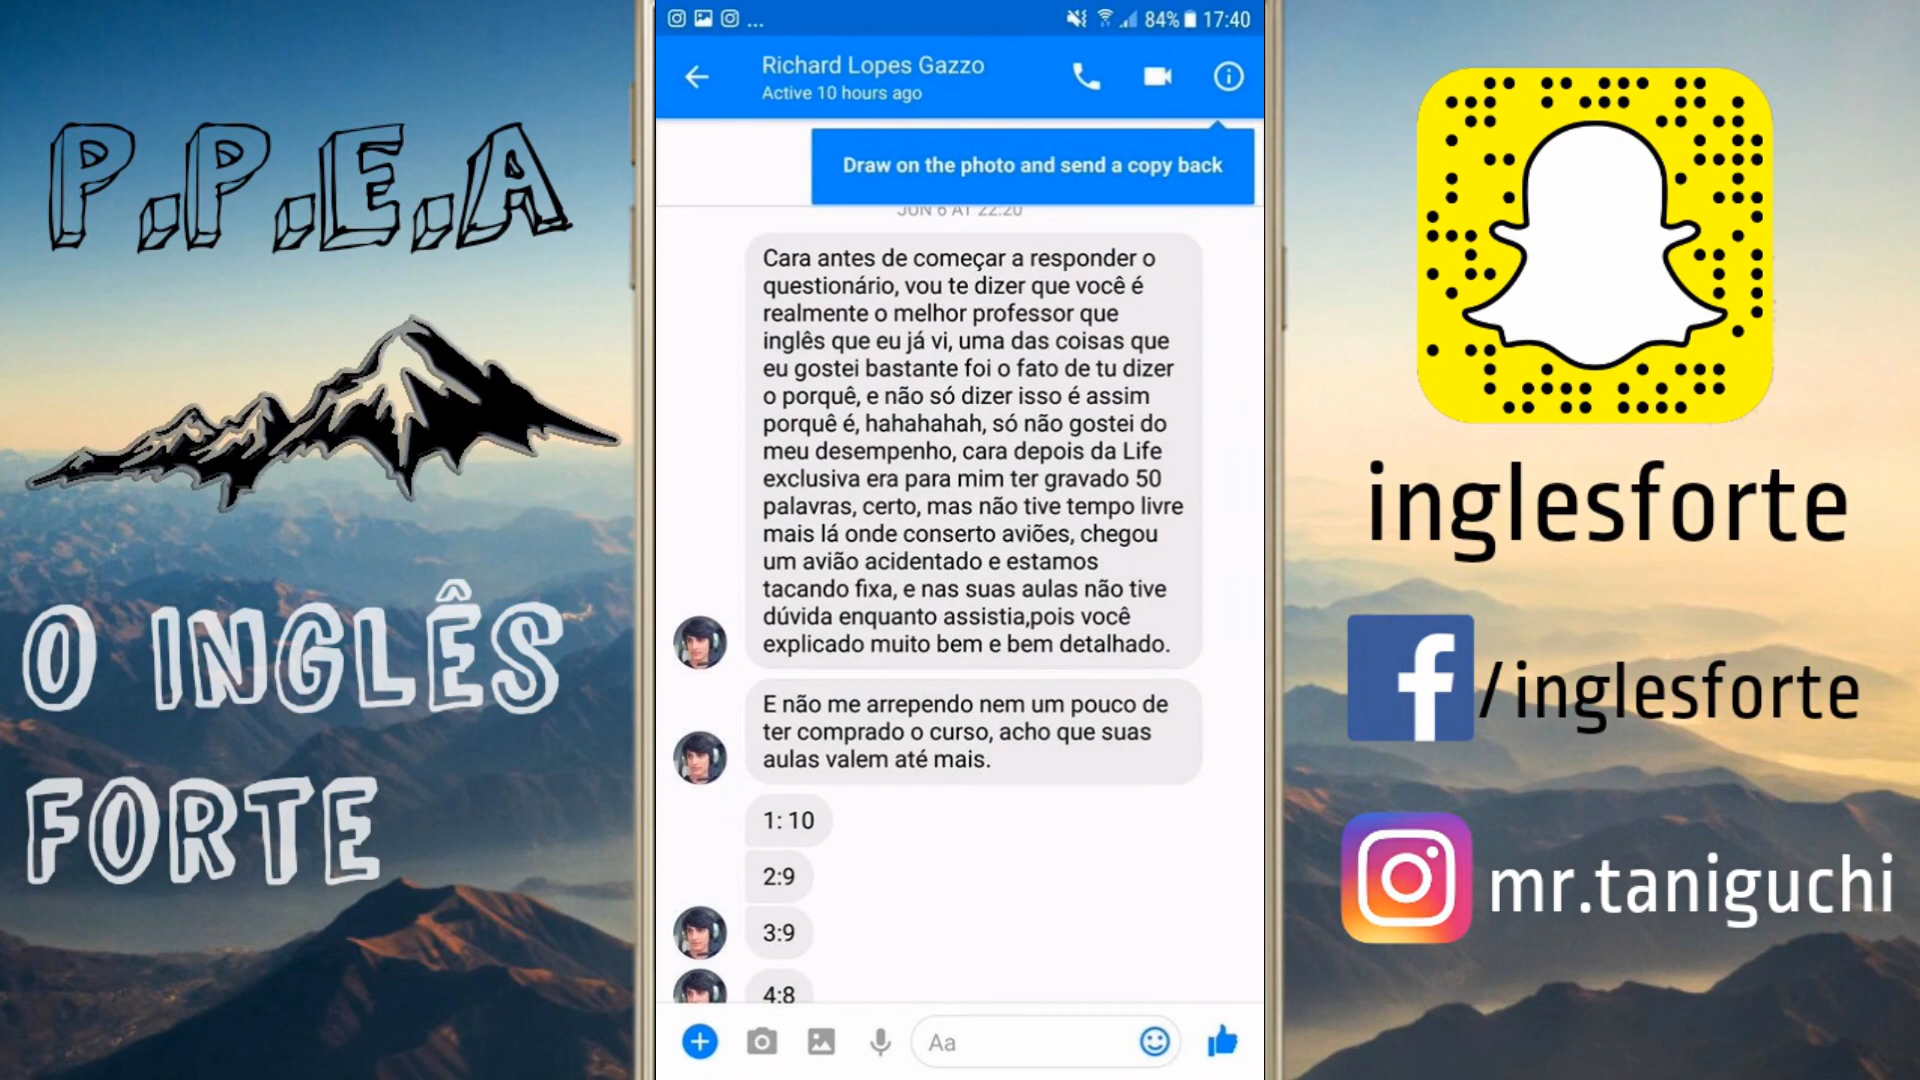 P.P.E.A
O INGLÊS
FORTE
... 84% 17:40
Richard Lopes Gazzo
Active 10 hours ago
Draw on the photo and send a copy back
JUN 6 AT 22:20
Cara antes de começar a responder o
questionário, vou te dizer que você é
realmente o melhor professor que
inglês que eu já vi, uma das coisas que
eu gostei bastante foi o fato de tu dizer
o porquê, e não só dizer isso é assim
porquê é, hahahahah, só não gostei do
meu desempenho, cara depois da Life
exclusiva era para mim ter gravado 50
palavras, certo, mas não tive tempo livre
mais lá onde conserto aviões, chegou
um avião acidentado e estamos
tacando fixa, e nas suas aulas não tive
dúvida enquanto assistia,pois você
explicado muito bem e bem detalhado.
E não me arrependo nem um pouco de
ter comprado o curso, acho que suas
aulas valem até mais.
1: 10
2:9
3:9
4:8
Aa
inglesforte
f/inglesforte
mr.taniguchi